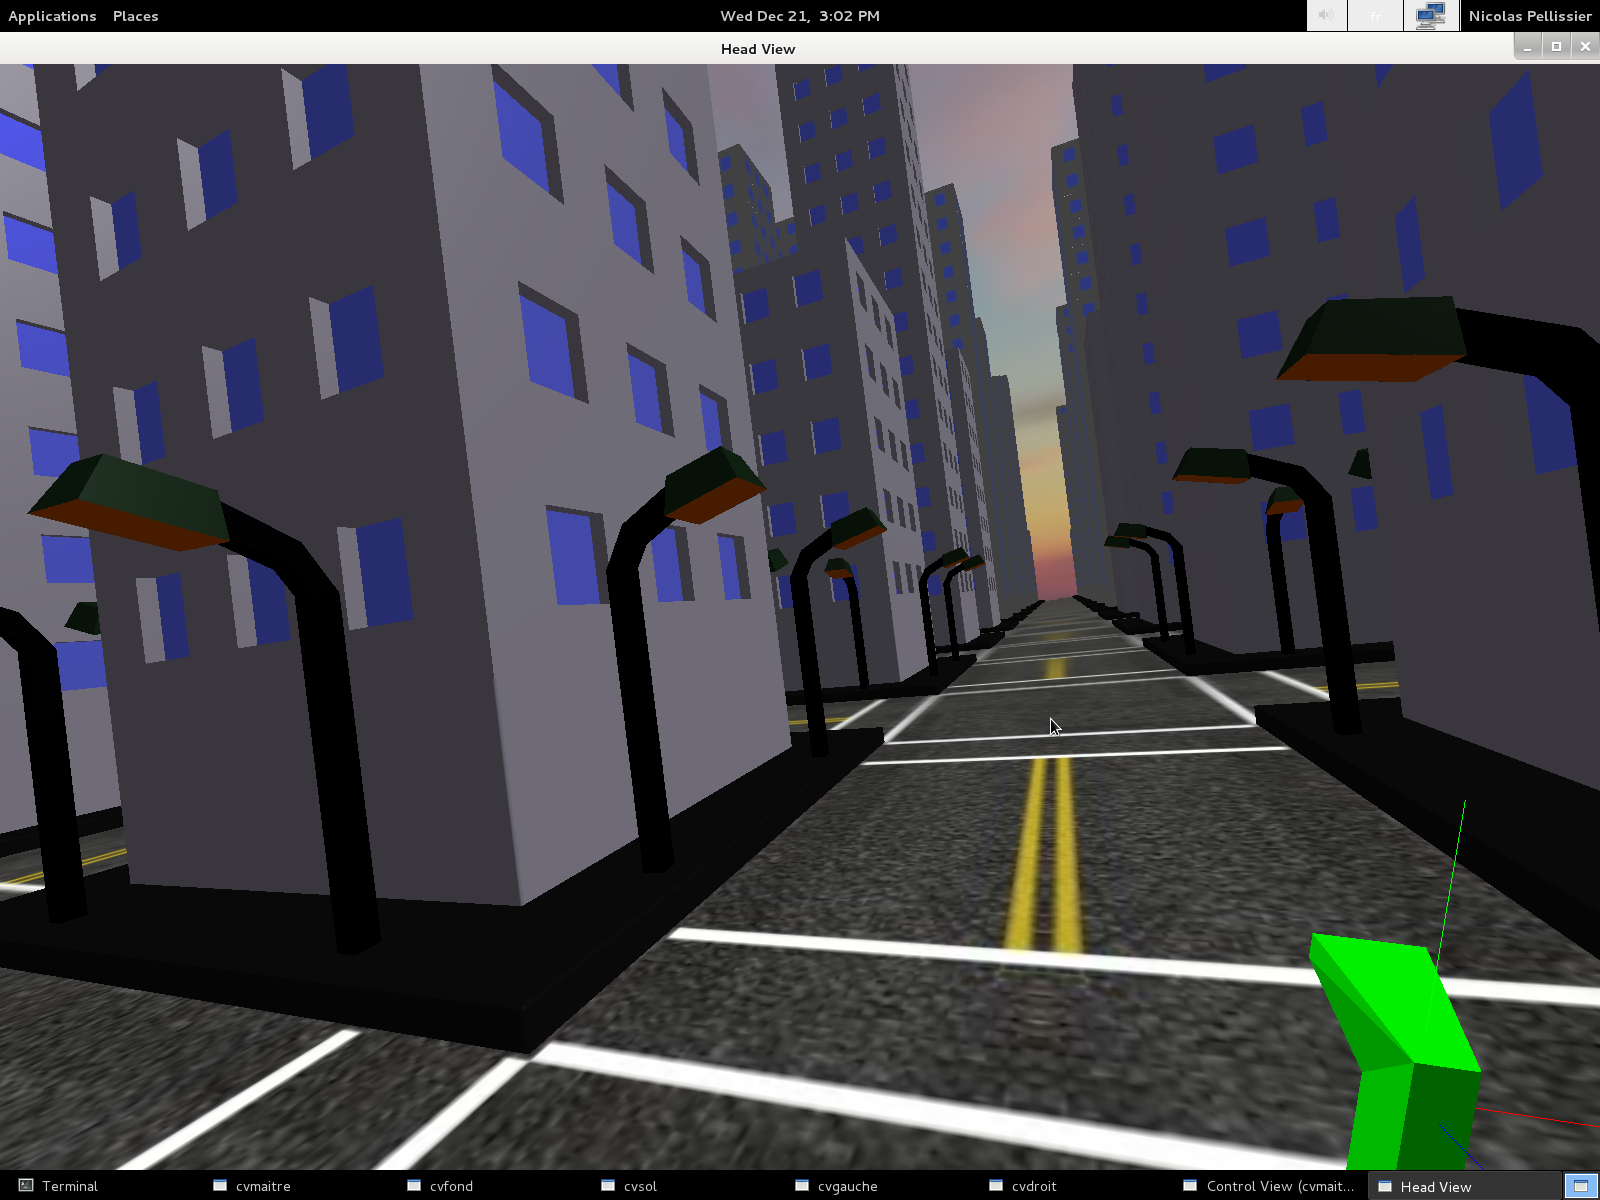 Applications Places Wed Dec 21, 3:02 PM fr Nicolas Pellissier
Head View
Terminal cvmaitre cvfond cvsol cvgauche cvdroit Control View (cvmait... Head View